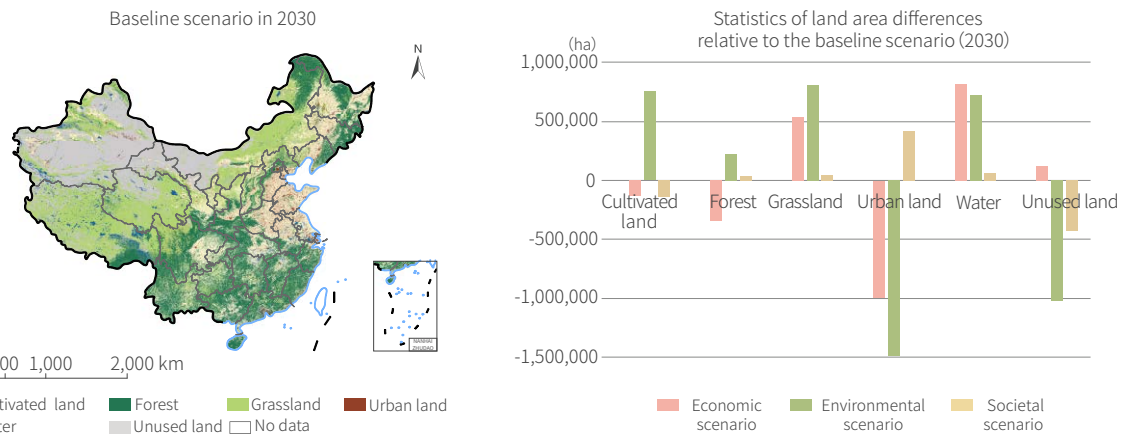 Baseline scenario in 2030
N
NANHAI
ZHUDAO
00 1,000 2,000 km
tivated land Forest Grassland Urban land
ter Unused land No data
Statistics of land area differences
relative to the baseline scenario (2030)
(ha)
1,000,000
500,000
0
-500,000
-1,000,000
-1,500,000
Cultivated
land
Forest
Grassland
Urban land
Water
Unused land
Economic
scenario
Environmental
scenario
Societal
scenario